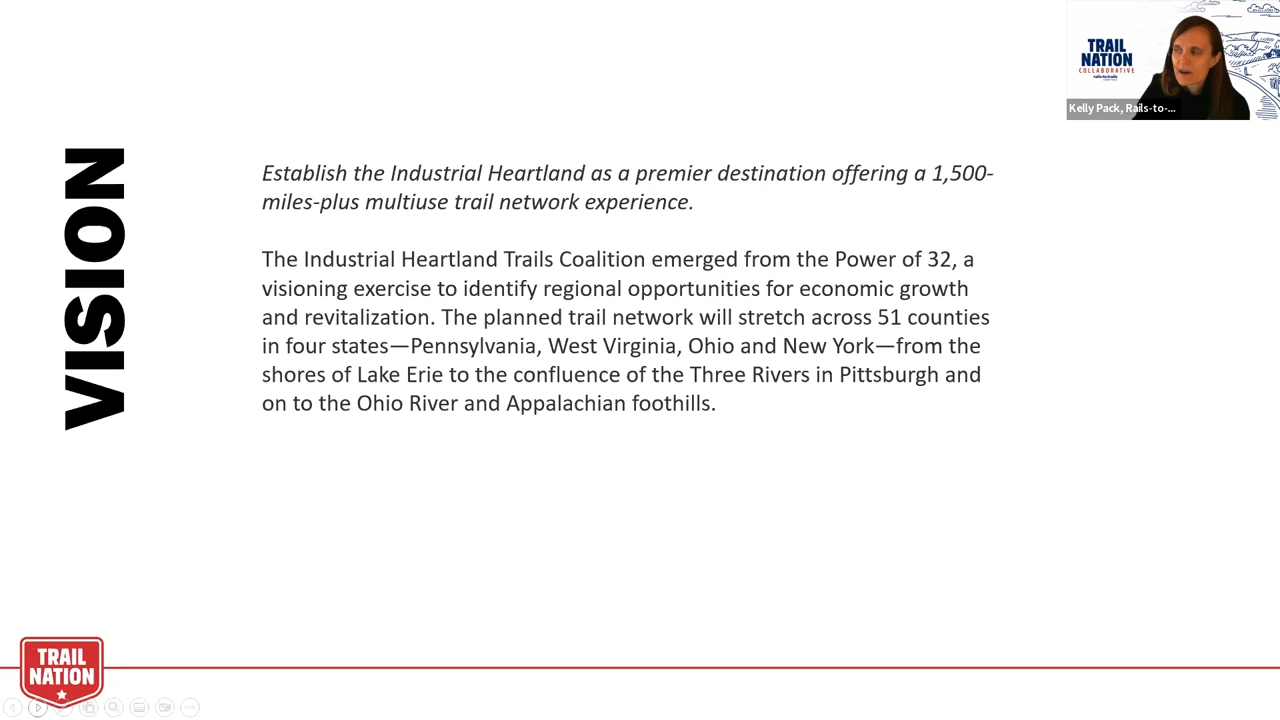 TRAIL
NATION
COLLABORATIVE
Kelly Pack, Rails-to-...
VISION
Establish the Industrial Heartland as a premier destination offering a 1,500-
miles-plus multiuse trail network experience.
The Industrial Heartland Trails Coalition emerged from the Power of 32, a
visioning exercise to identify regional opportunities for economic growth
and revitalization. The planned trail network will stretch across 51 counties
in four states—Pennsylvania, West Virginia, Ohio and New York—from the
shores of Lake Erie to the confluence of the Three Rivers in Pittsburgh and
on to the Ohio River and Appalachian foothills.
TRAIL
NATION